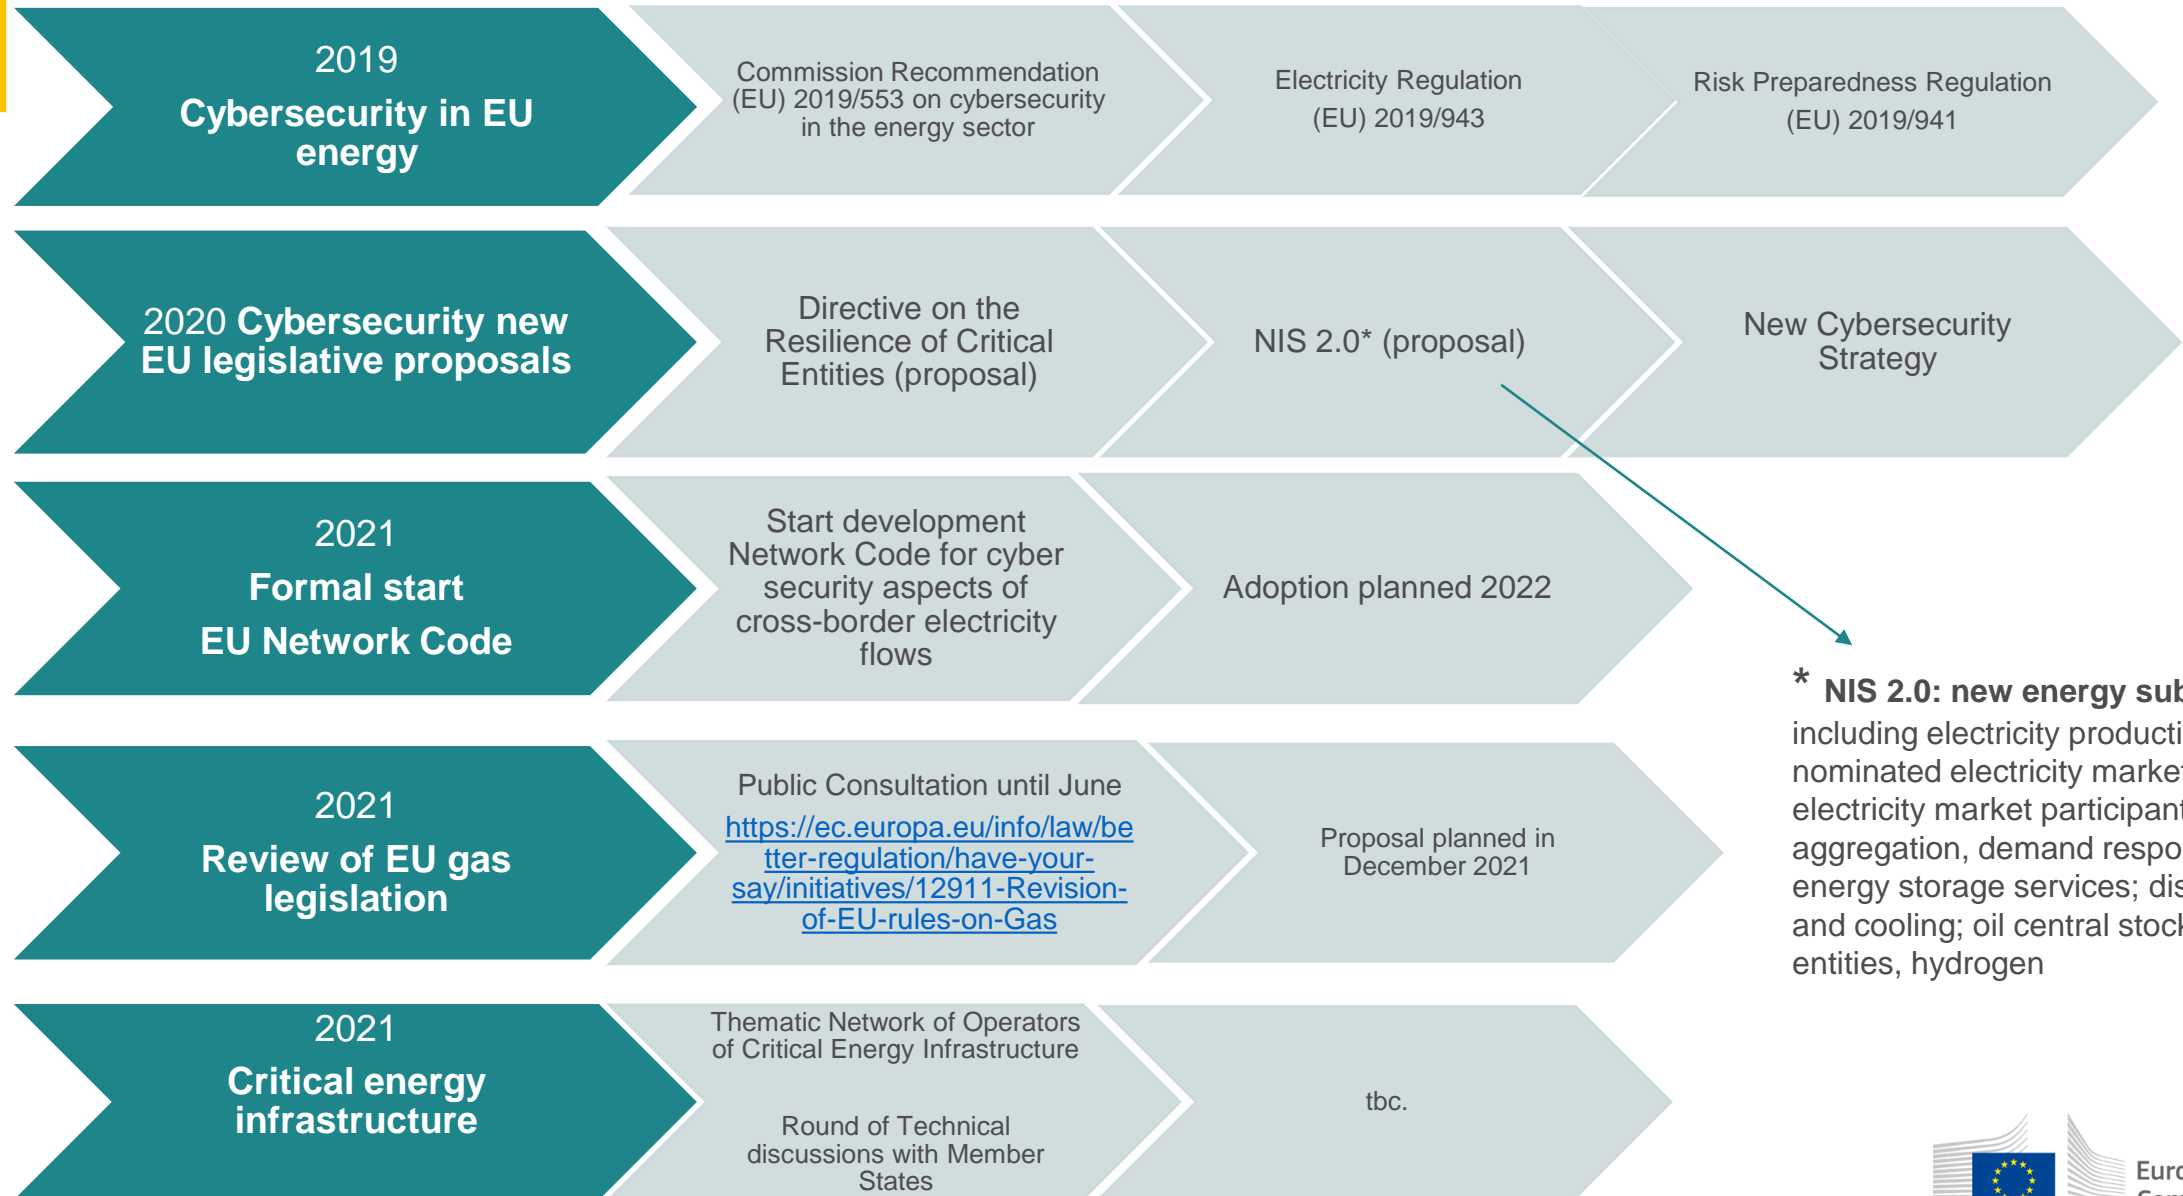 2019
Cybersecurity in EU
energy
Commission Recommendation
(EU) 2019/553 on cybersecurity
in the energy sector
Electricity Regulation
(EU) 2019/943
Risk Preparedness Regulation
(EU) 2019/941
2020 Cybersecurity new
EU legislative proposals
Directive on the
Resilience of Critical
Entities (proposal)
NIS 2.0* (proposal)
New Cybersecurity
Strategy
2021
Formal start
EU Network Code
Start development
Network Code for cyber
security aspects of
cross-border electricity
flows
Adoption planned 2022
* NIS 2.0: new energy
including electricity
nominated electricity
electricity market
aggregation, demand
energy storage services;
and cooling; oil central
entities, hydrogen
2021
Review of EU gas
legislation
Public Consultation until June
https://ec.europa.eu/info/law/be
tter-regulation/have-your-
say/initiatives/12911-Revision-
of-EU-rules-on-Gas
Proposal planned in
December 2021
2021
Critical energy
infrastructure
Thematic Network of Operators
of Critical Energy Infrastructure
Round of Technical
discussions with Member
States
tbc.